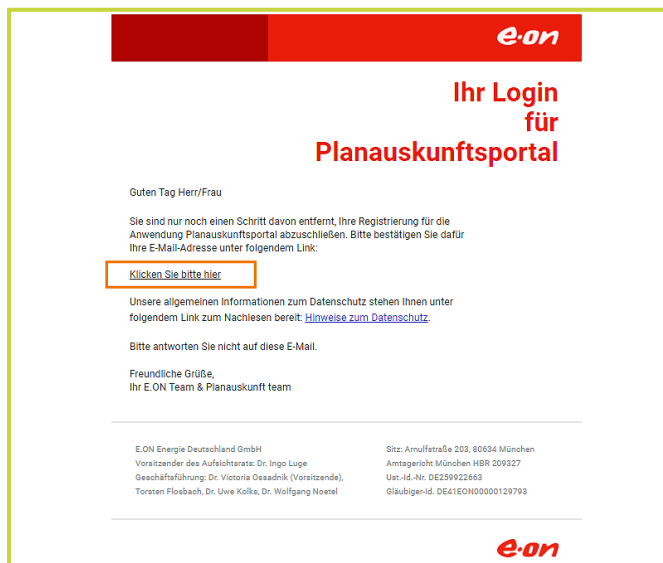 e·on
Ihr Login
für
Planauskunftsportal
Guten Tag Herr/Frau
Sie sind nur noch einen Schritt davon entfernt, Ihre Registrierung für die
Anwendung Planauskunftsportal abzuschließen. Bitte bestätigen Sie dafür
Ihre E-Mail-Adresse unter folgendem Link:
Klicken Sie bitte hier
Unsere allgemeinen Informationen zum Datenschutz stehen Ihnen unter
folgendem Link zum Nachlesen bereit: Hinweise zum Datenschutz.
Bitte antworten Sie nicht auf diese E-Mail.
Freundliche Grüße,
Ihr E.ON Team & Planauskunft team
E.ON Energie Deutschland GmbH
Vorsitzender des Aufsichtsrats: Dr. Ingo Luge
Geschäftsführung: Dr. Victoria Ossadnik (Vorsitzende),
Torsten Flosbach, Dr. Uwe Kolks, Dr. Wolfgang Noetel
Sitz: Arnulfstraße 203, 80634 München
Amtsgericht München HBR 209327
Ust.-Id.-Nr. DE259922663
Gläubiger-Id. DE41EON00000129793
e·on